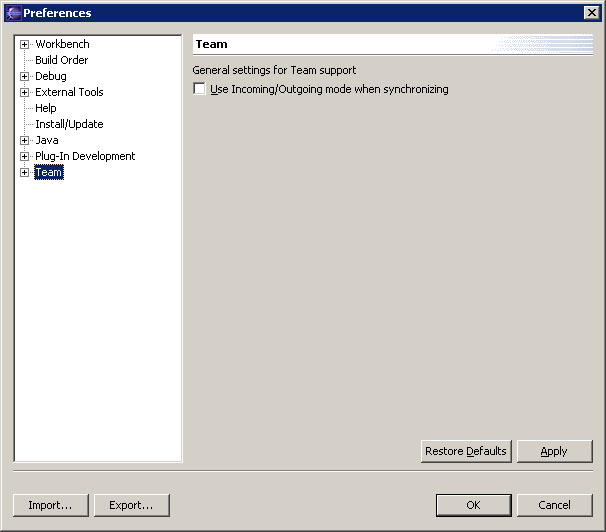 Preferences
Workbench
Build Order
Debug
External Tools
Help
Install/Update
Java
Plug-In Development
Team
Team
General settings for Team support
Use Incoming/Outgoing mode when synchronizing
Restore Defaults
Apply
Import...
Export...
OK
Cancel